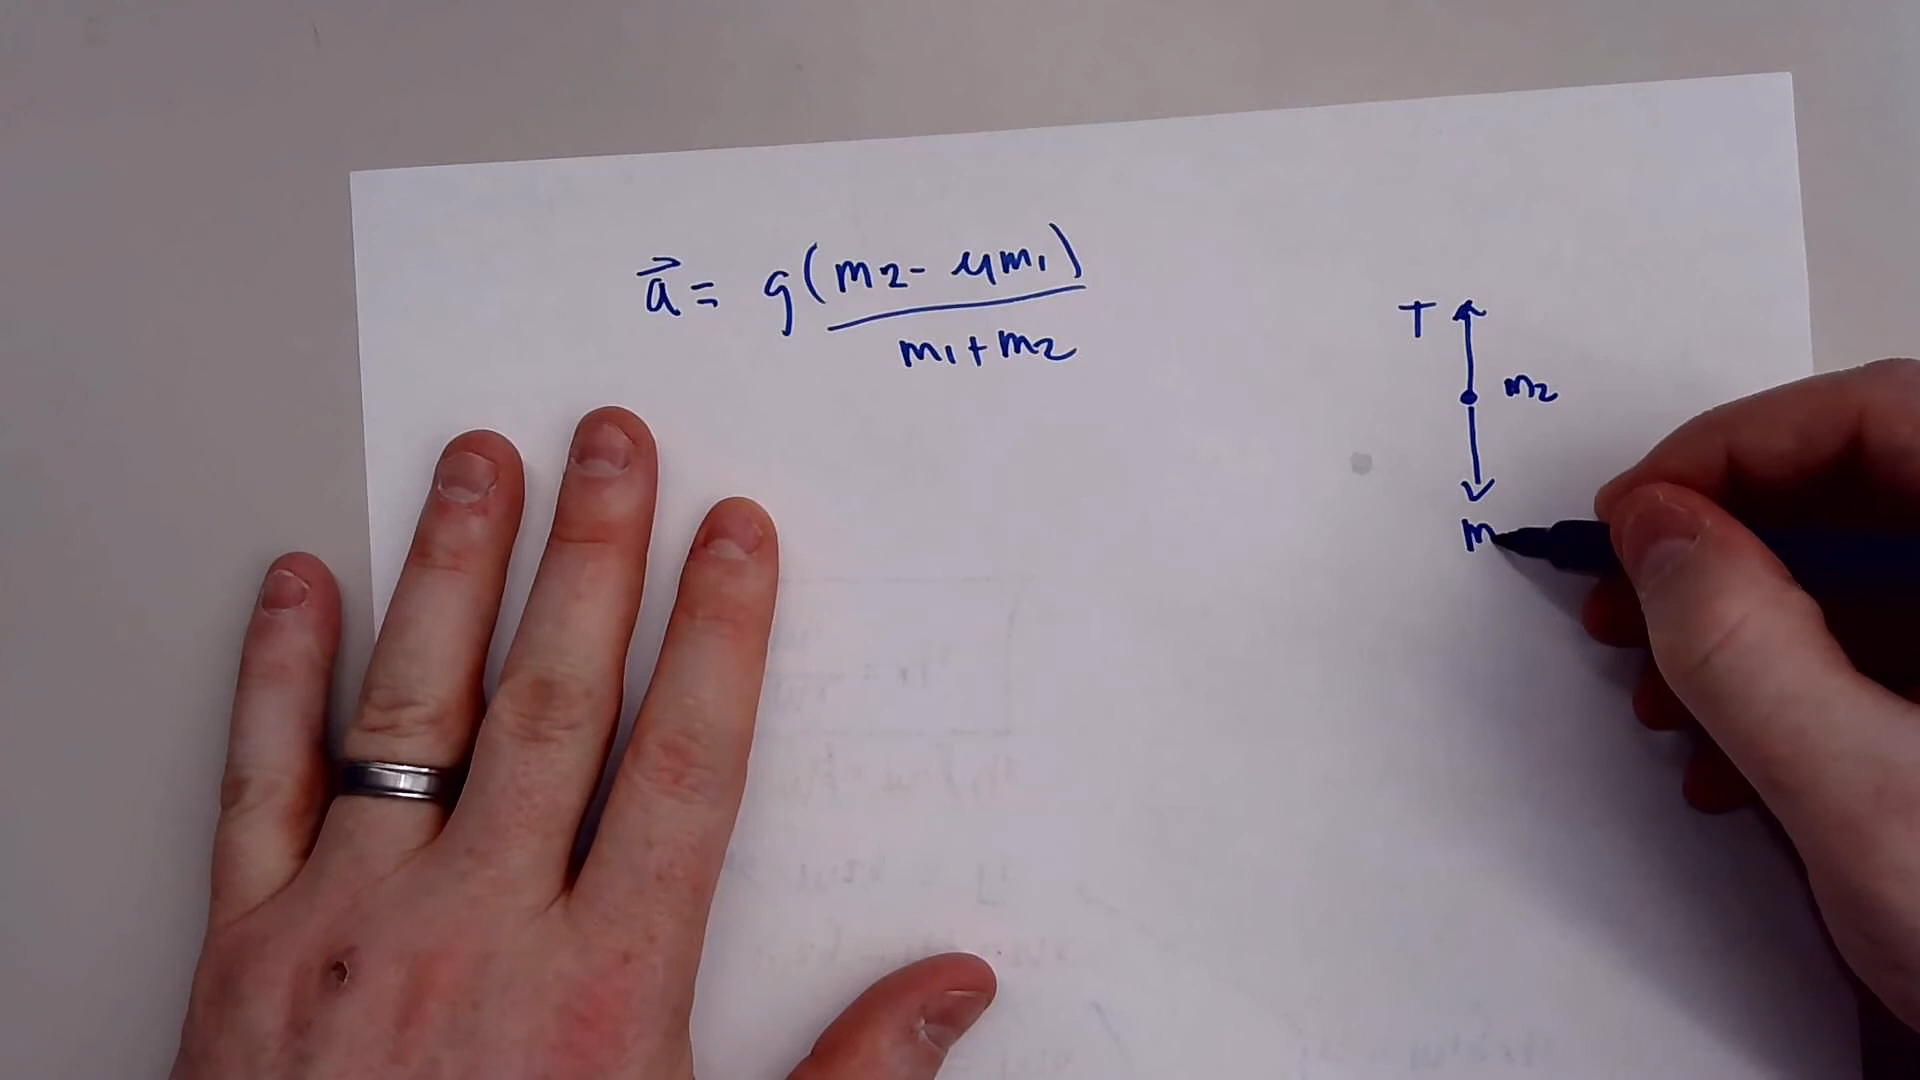 a⃗ = g(m2 - μm1)
m1 + m2
T
m2
m